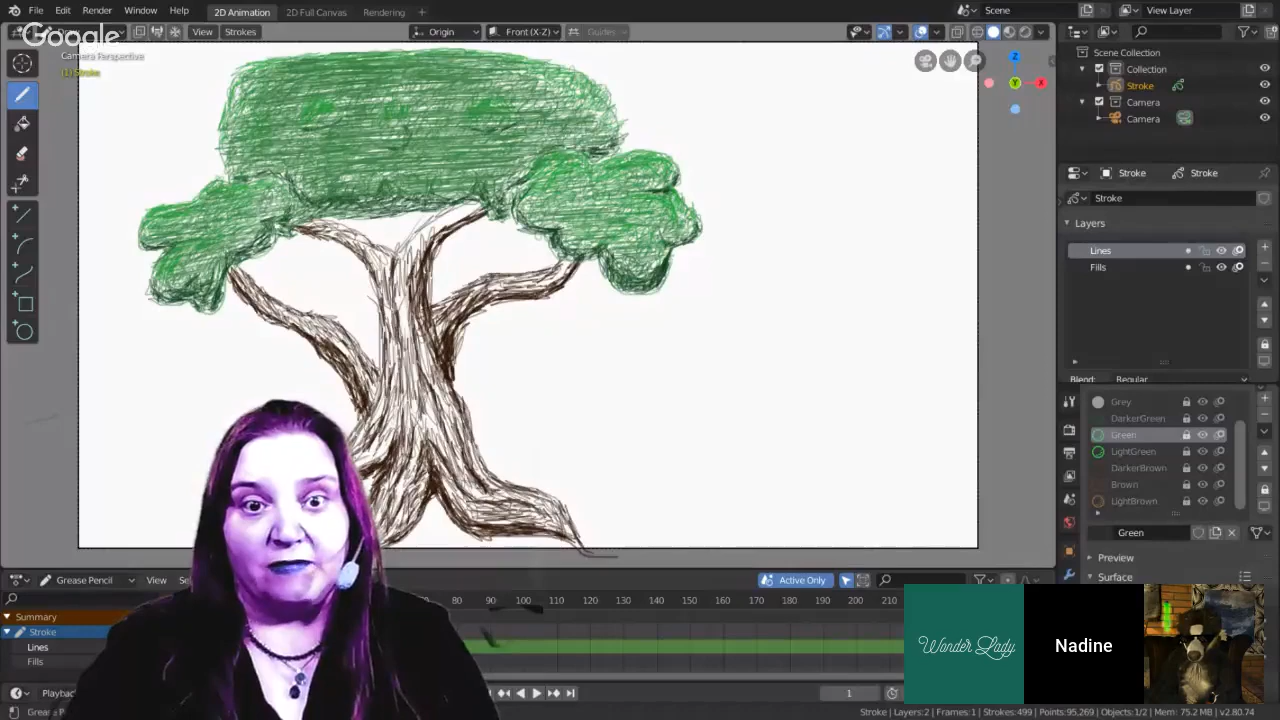 File Edit Render Window Help 2D Animation 2D Full Canvas Rendering + Scene View Layer
Google
View Strokes Origin Front (X-Z) Guides
Camera Perspective
(1) Stroke
Z
Y
X
Scene Collection
Collection
Stroke
Camera
Camera
Stroke Stroke
Stroke
Layers
Lines
Fills
Blend: Regular
Grey
DarkerGreen
Green
LightGreen
DarkerBrown
Brown
LightBrown
Green
Preview
Surface
Grease Pencil View Active Only
80 90 100 110 120 130 140 150 160 170 180 190 200 210
Summary
Stroke
Lines
Fills
Wonder Lady
Nadine
1
Stroke | Layers:2 | Frames:1 | Strokes:499 | Points:95,269 | Objects:1/2 | Mem: 75.2 MB | v2.80.74